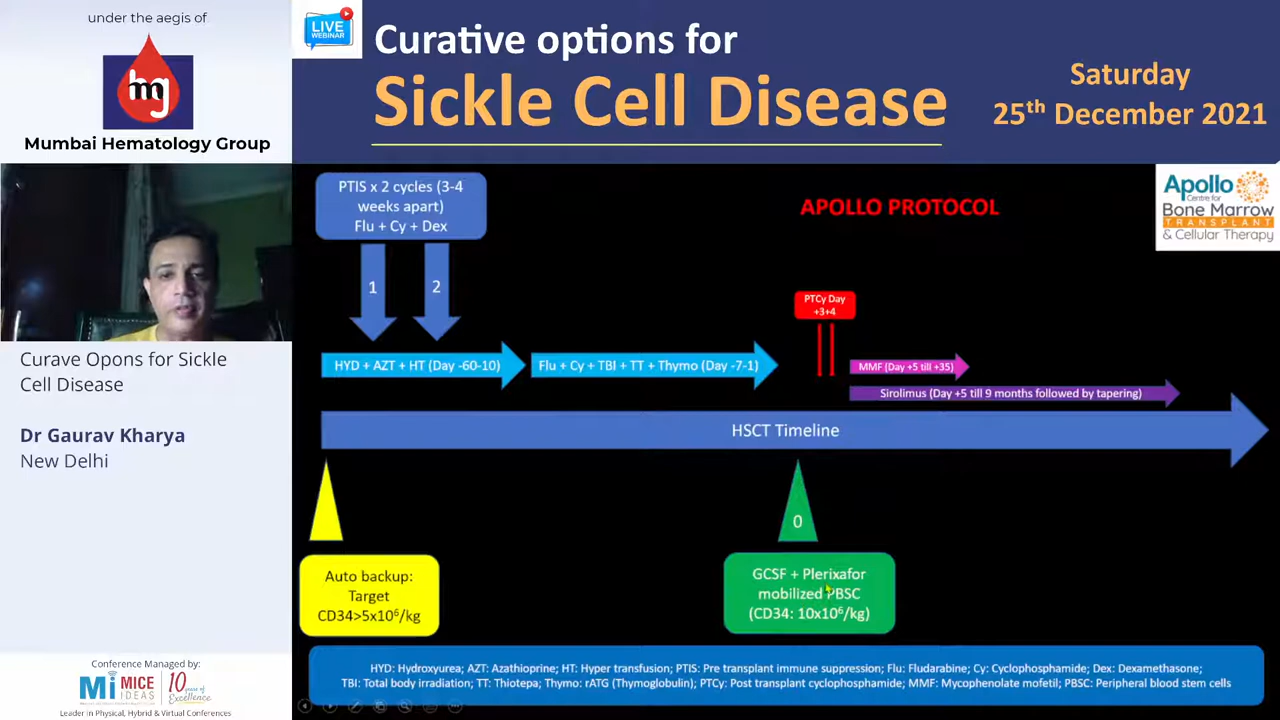 under the aegis of
mg
Mumbai Hematology Group
LIVE
WEBINAR
Curative options for
Sickle Cell Disease
Saturday
25th December 2021
Curave Opons for Sickle
Cell Disease
Dr Gaurav Kharya
New Delhi
PTIS x 2 cycles (3-4
weeks apart)
Flu + Cy + Dex
APOLLO PROTOCOL
Apollo
Centre for
Bone Marrow
TRANSPLANT
& Cellular Therapy
1
2
PTCy Day
+3+4
HYD + AZT + HT (Day -60-10)
Flu + Cy + TBI + TT + Thymo (Day -7-1)
MMF (Day +5 till +35)
Sirolimus (Day +5 till 9 months followed by tapering)
HSCT Timeline
0
Auto backup:
Target
CD34>5x10⁶/kg
GCSF + Plerixafor
mobilized PBSC
(CD34: 10x10⁶/kg)
HYD: Hydroxyurea; AZT: Azathioprine; HT: Hyper transfusion; PTIS: Pre transplant immune suppression; Flu: Fludarabine; Cy: Cyclophosphamide; Dex: Dexamethasone;
TBI: Total body irradiation; TT: Thiotepa; Thymo: rATG (Thymoglobulin); PTCy: Post transplant cyclophosphamide; MMF: Mycophenolate mofetil; PBSC: Peripheral blood stem cells
Conference Managed by:
Mi MICE
IDEAS
10 years of
Excellence
Leader in Physical, Hybrid & Virtual Conferences